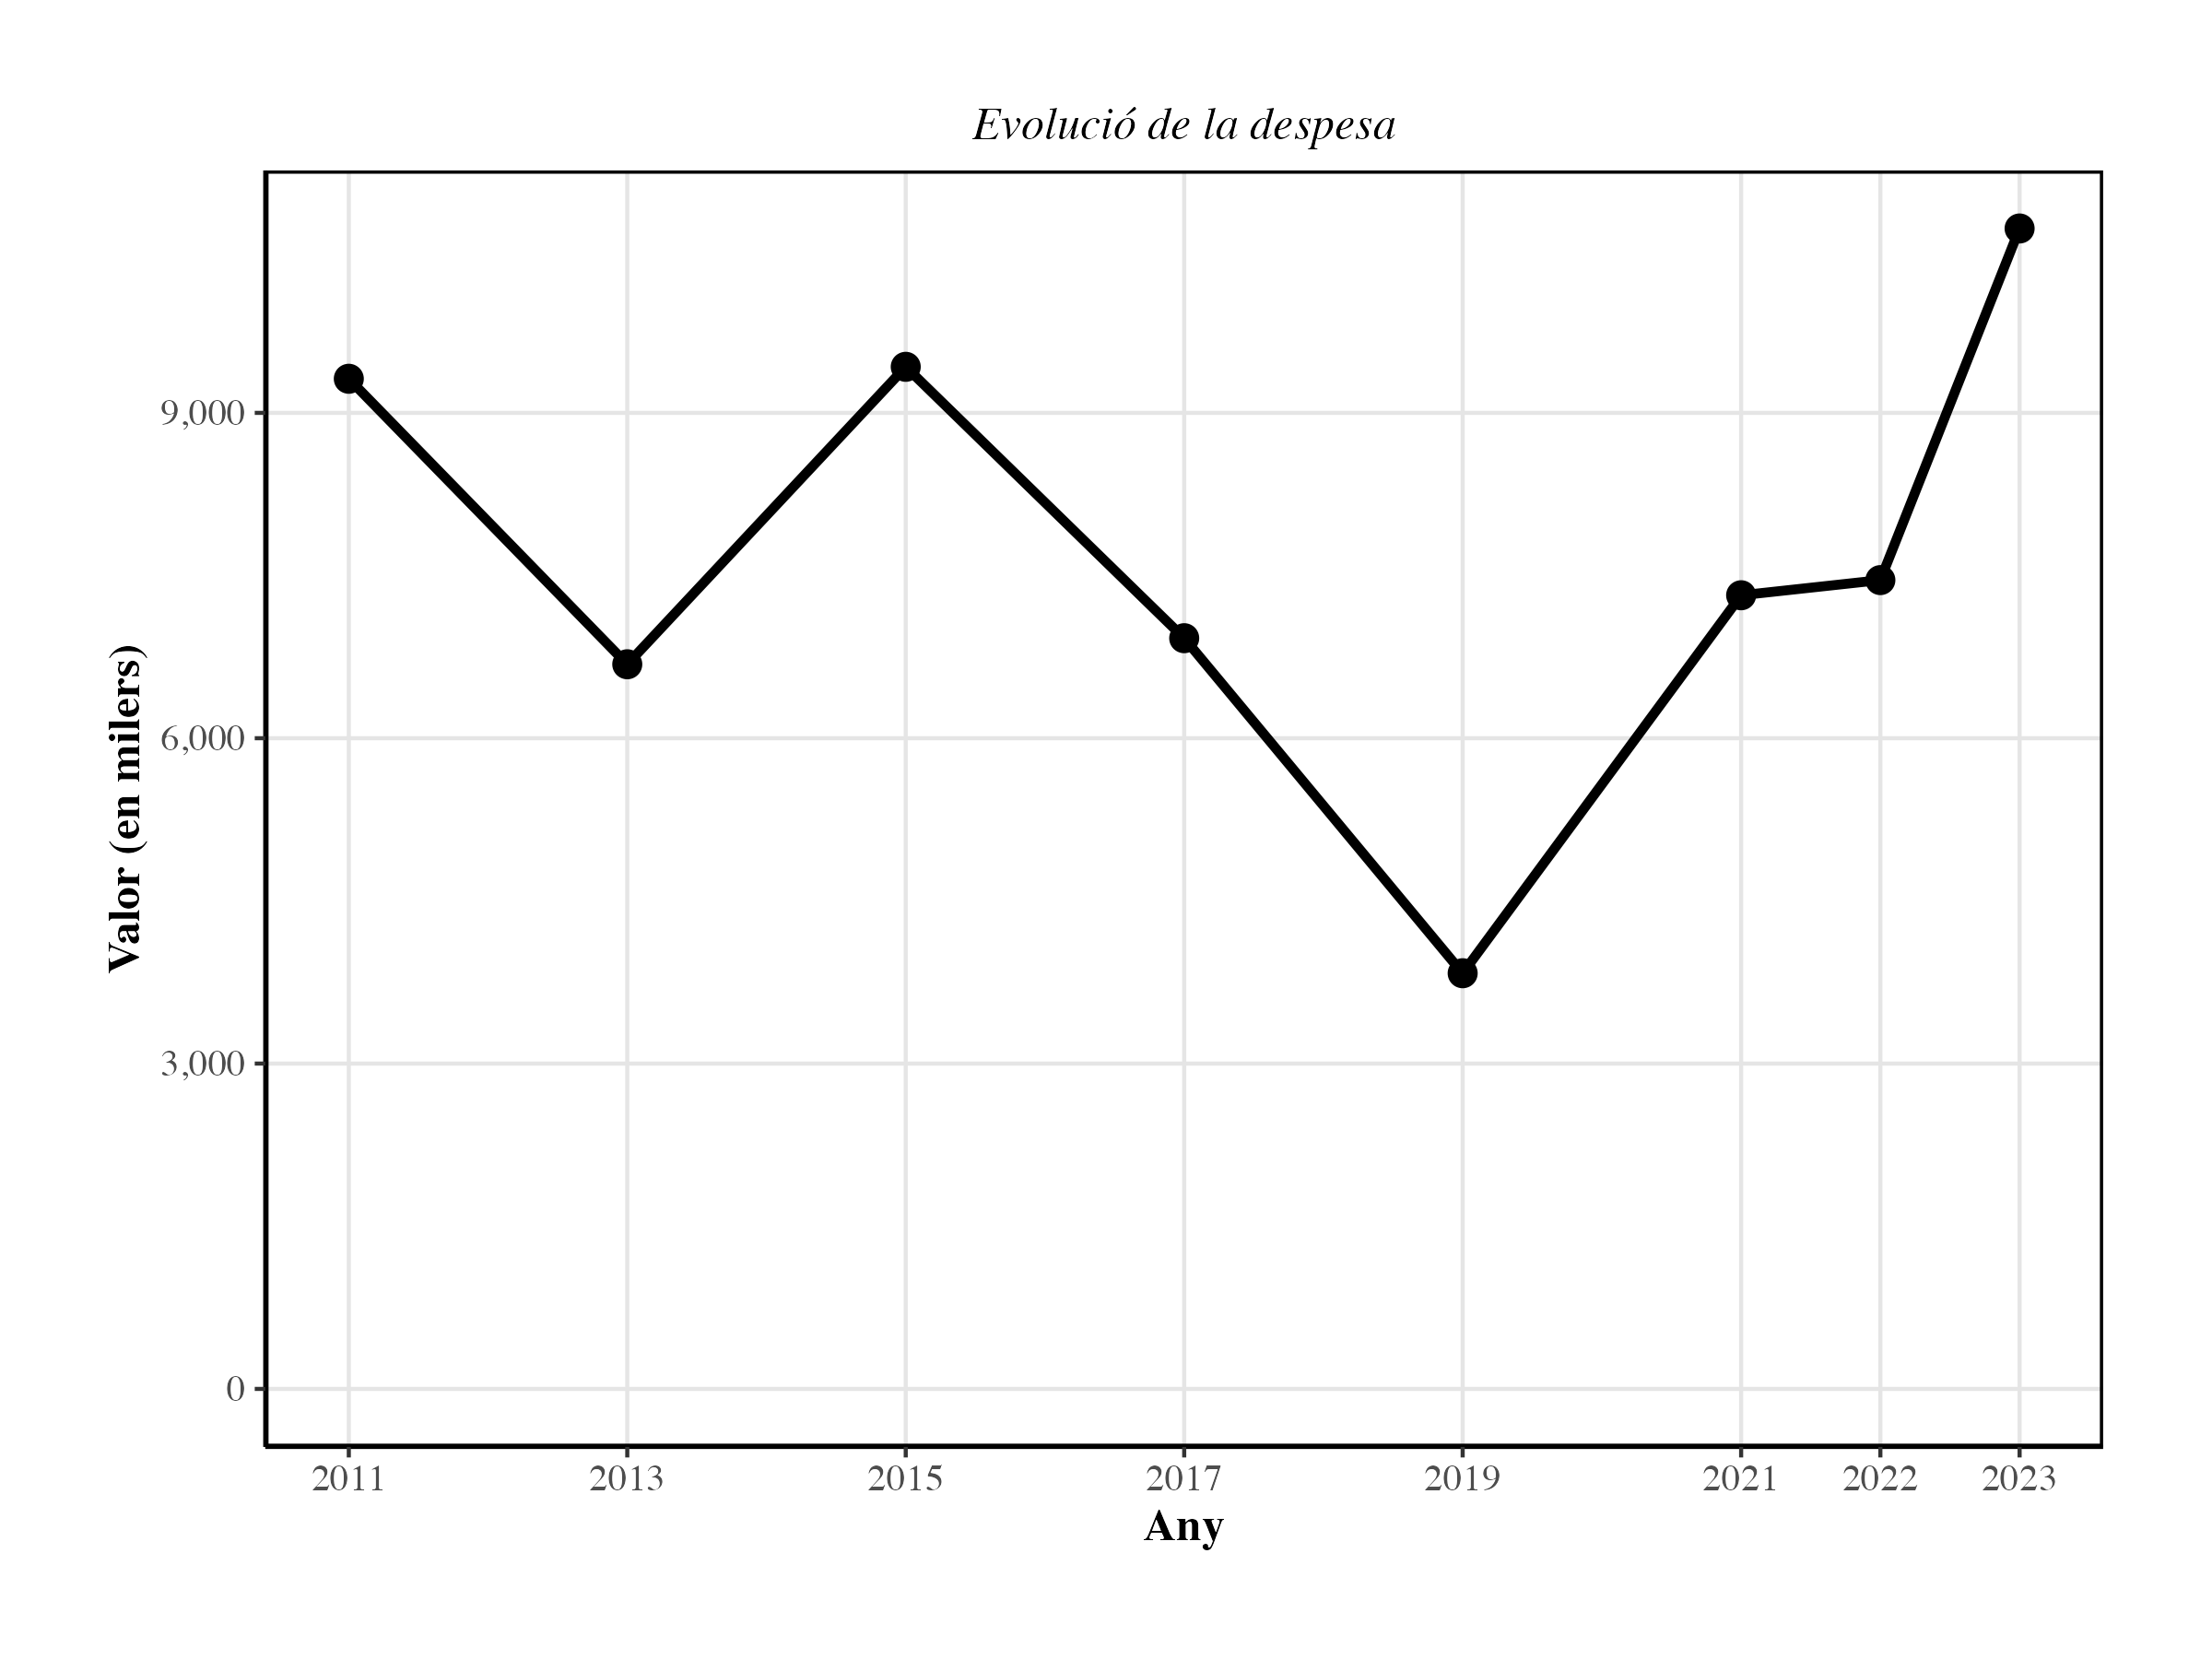 Evolució de la despesa
Valor (en milers)
9,000
6,000
3,000
0
2011 2013 2015 2017 2019 2021 2022 2023
Any